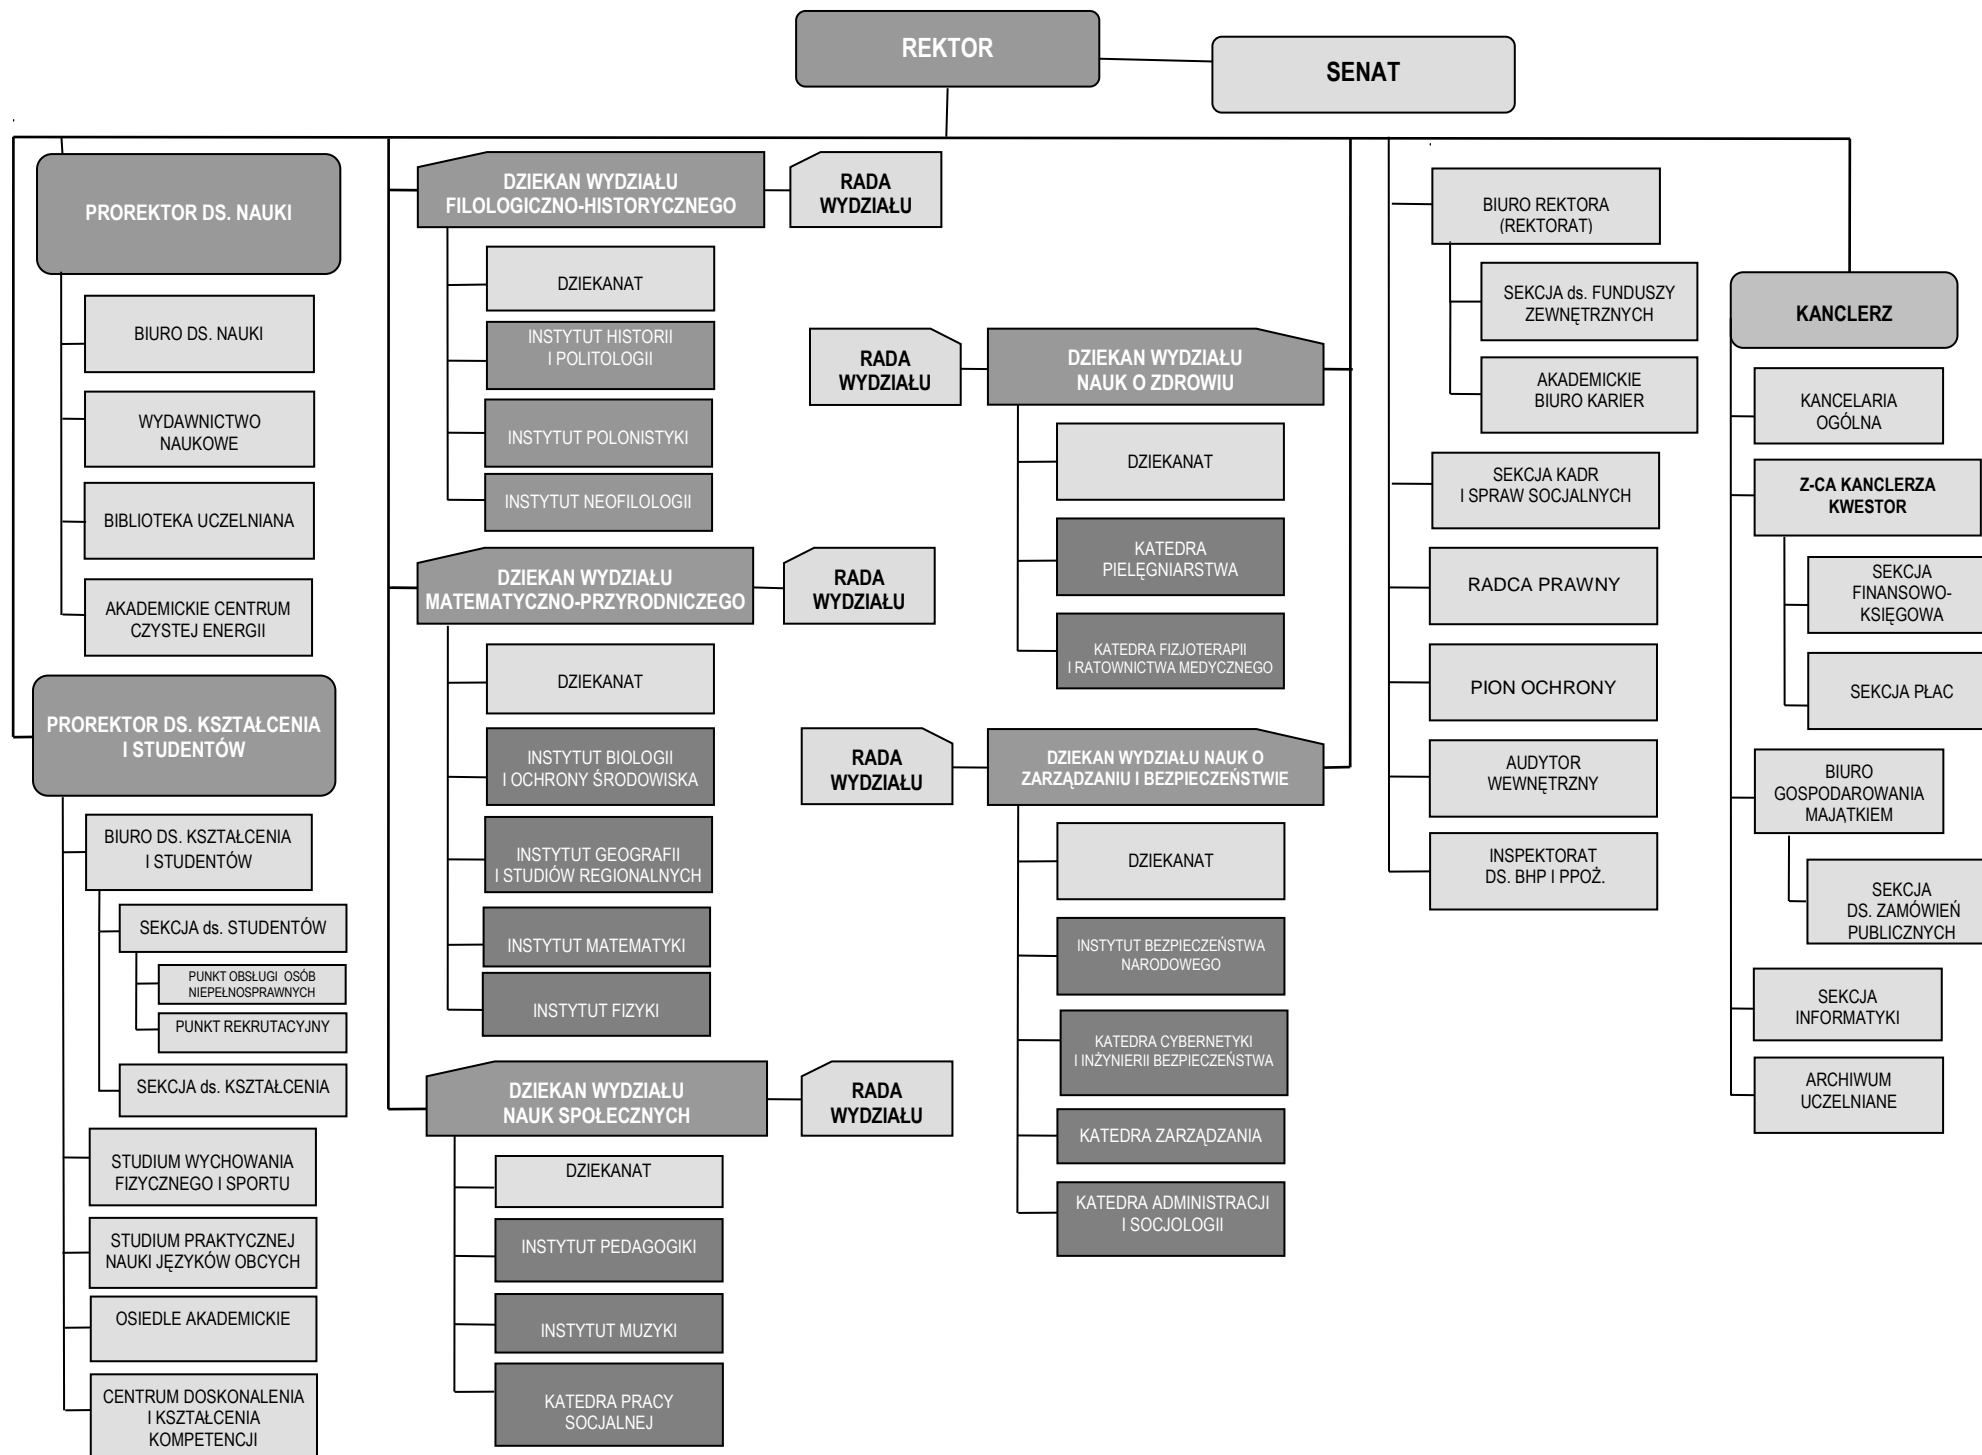 REKTOR
SENAT
PROREKTOR DS. NAUKI
BIURO DS. NAUKI
WYDAWNICTWO
NAUKOWE
BIBLIOTEKA UCZELNIANA
AKADEMICKIE CENTRUM
CZYSTEJ ENERGII
PROREKTOR DS. KSZTAŁCENIA
I STUDENTÓW
BIURO DS. KSZTAŁCENIA
I STUDENTÓW
SEKCJA ds. STUDENTÓW
PUNKT OBSŁUGI OSÓB
NIEPEŁNOSPRAWNYCH
PUNKT REKRUTACYJNY
SEKCJA ds. KSZTAŁCENIA
STUDIUM WYCHOWANIA
FIZYCZNEGO I SPORTU
STUDIUM PRAKTYCZNEJ
NAUKI JĘZYKÓW OBCYCH
OSIEDLE AKADEMICKIE
CENTRUM DOSKONALENIA
I KSZTAŁCENIA
KOMPETENCJI
DZIEKAN WYDZIAŁU
FILOLOGICZNO-HISTORYCZNEGO
RADA
WYDZIAŁU
DZIEKANAT
INSTYTUT HISTORII
I POLITOLOGII
INSTYTUT POLONISTYKI
INSTYTUT NEOFILOLOGII
DZIEKAN WYDZIAŁU
MATEMATYCZNO-PRZYRODNICZEGO
RADA
WYDZIAŁU
DZIEKANAT
INSTYTUT BIOLOGII
I OCHRONY ŚRODOWISKA
INSTYTUT GEOGRAFII
I STUDIÓW REGIONALNYCH
INSTYTUT MATEMATYKI
INSTYTUT FIZYKI
DZIEKAN WYDZIAŁU
NAUK SPOŁECZNYCH
RADA
WYDZIAŁU
DZIEKANAT
INSTYTUT PEDAGOGIKI
INSTYTUT MUZYKI
KATEDRA PRACY
SOCJALNEJ
RADA
WYDZIAŁU
DZIEKAN WYDZIAŁU
NAUK O ZDROWIU
DZIEKANAT
KATEDRA
PIELĘGNIARSTWA
KATEDRA FIZJOTERAPII
I RATOWNICTWA MEDYCZNEGO
RADA
WYDZIAŁU
DZIEKAN WYDZIAŁU NAUK O
ZARZĄDZANIU I BEZPIECZEŃSTWIE
DZIEKANAT
INSTYTUT BEZPIECZEŃSTWA
NARODOWEGO
KATEDRA CYBERNETYKI
I INŻYNIERII BEZPIECZEŃSTWA
KATEDRA ZARZĄDZANIA
KATEDRA ADMINISTRACJI
I SOCJOLOGII
BIURO REKTORA
(REKTORAT)
SEKCJA ds. FUNDUSZY
ZEWNĘTRZNYCH
AKADEMICKIE
BIURO KARIER
SEKCJA KADR
I SPRAW SOCJALNYCH
RADCA PRAWNY
PION OCHRONY
AUDYTOR
WEWNĘTRZNY
INSPEKTORAT
DS. BHP I PPOŻ.
KANCLERZ
KANCELARIA
OGÓLNA
Z-CA KANCLERZA
KWESTOR
SEKCJA
FINANSOWO-
KSIĘGOWA
SEKCJA PŁAC
BIURO
GOSPODAROWANIA
MAJĄTKIEM
SEKCJA
DS. ZAMÓWIEŃ
PUBLICZNYCH
SEKCJA
INFORMATYKI
ARCHIWUM
UCZELNIANE